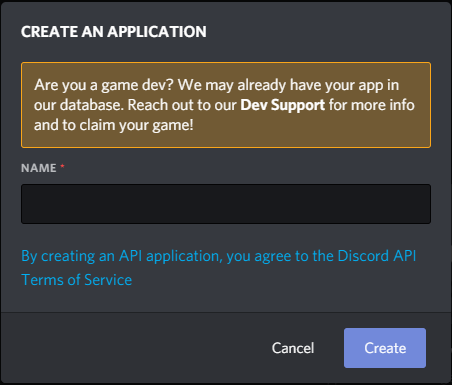 CREATE AN APPLICATION
Are you a game dev? We may already have your app in
our database. Reach out to our Dev Support for more info
and to claim your game!
NAME *
By creating an API application, you agree to the Discord API
Terms of Service
Cancel
Create